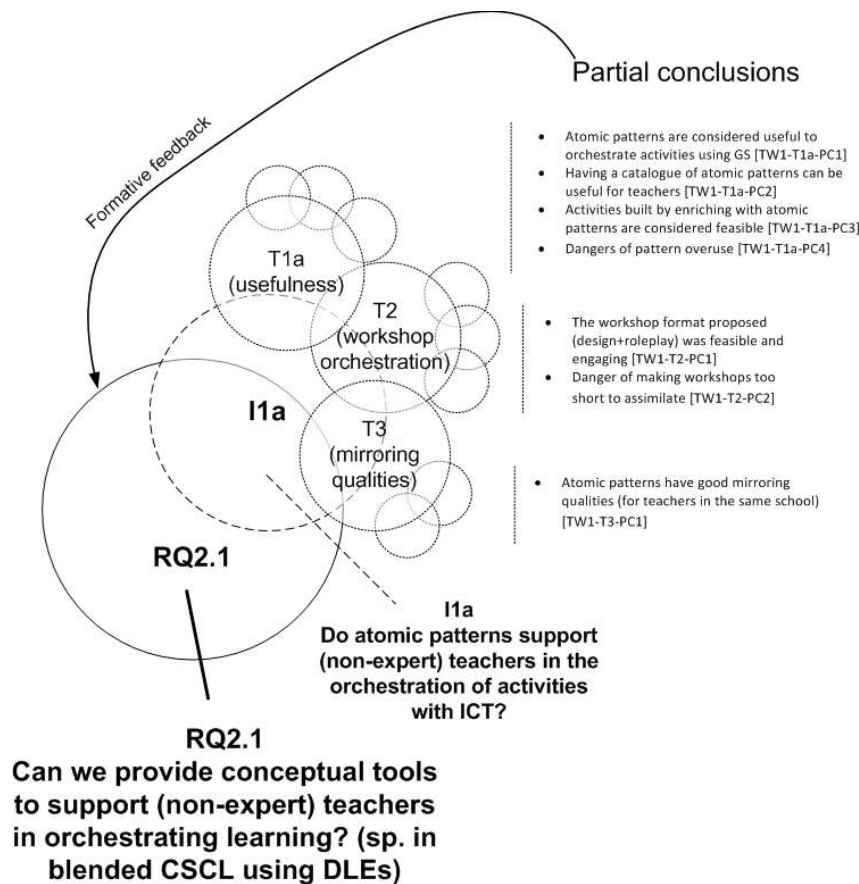 Partial conclusions
Formative feedback
• Atomic patterns are considered useful to
orchestrate activities using GS [TW1-T1a-PC1]
• Having a catalogue of atomic patterns can be
useful for teachers [TW1-T1a-PC2]
• Activities built by enriching with atomic
patterns are considered feasible [TW1-T1a-PC3]
• Dangers of pattern overuse [TW1-T1a-PC4]
T1a
(usefulness)
T2
(workshop
orchestration)
• The workshop format proposed
(design+roleplay) was feasible and
engaging [TW1-T2-PC1]
• Danger of making workshops too
short to assimilate [TW1-T2-PC2]
I1a
T3
(mirroring
qualities)
• Atomic patterns have good mirroring
qualities (for teachers in the same school)
[TW1-T3-PC1]
RQ2.1
I1a
Do atomic patterns support
(non-expert) teachers in the
orchestration of activities
with ICT?
RQ2.1
Can we provide conceptual tools
to support (non-expert) teachers
in orchestrating learning? (sp. in
blended CSCL using DLEs)